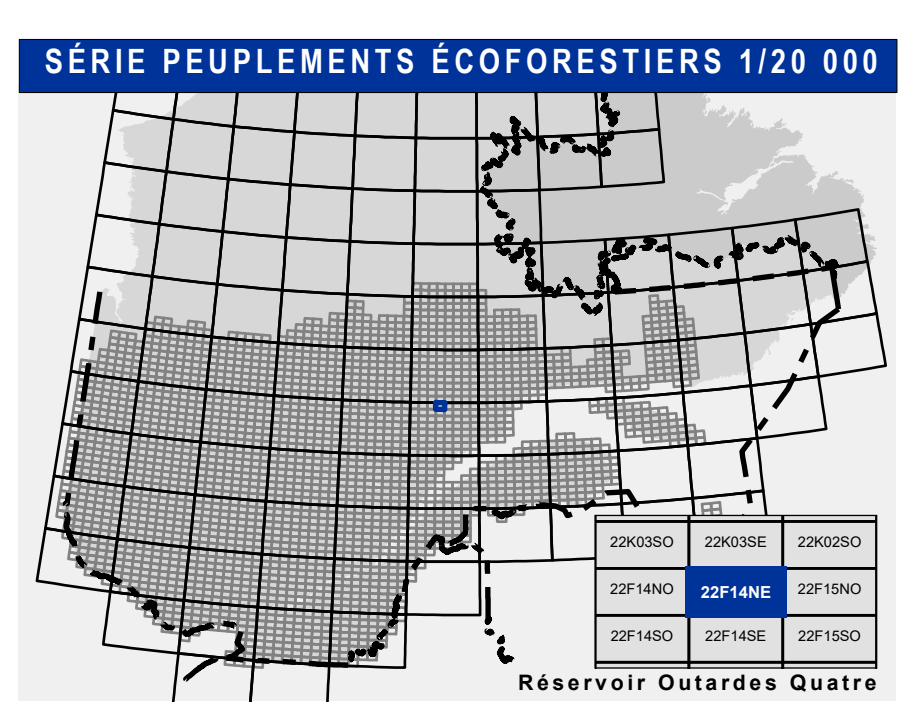 SÉRIE PEUPLEMENTS ÉCOFORESTIERS 1/20 000
22K03SO 22K03SE 22K02SO
22F14NO 22F14NE 22F15NO
22F14SO 22F14SE 22F15SO
Réservoir Outardes Quatre